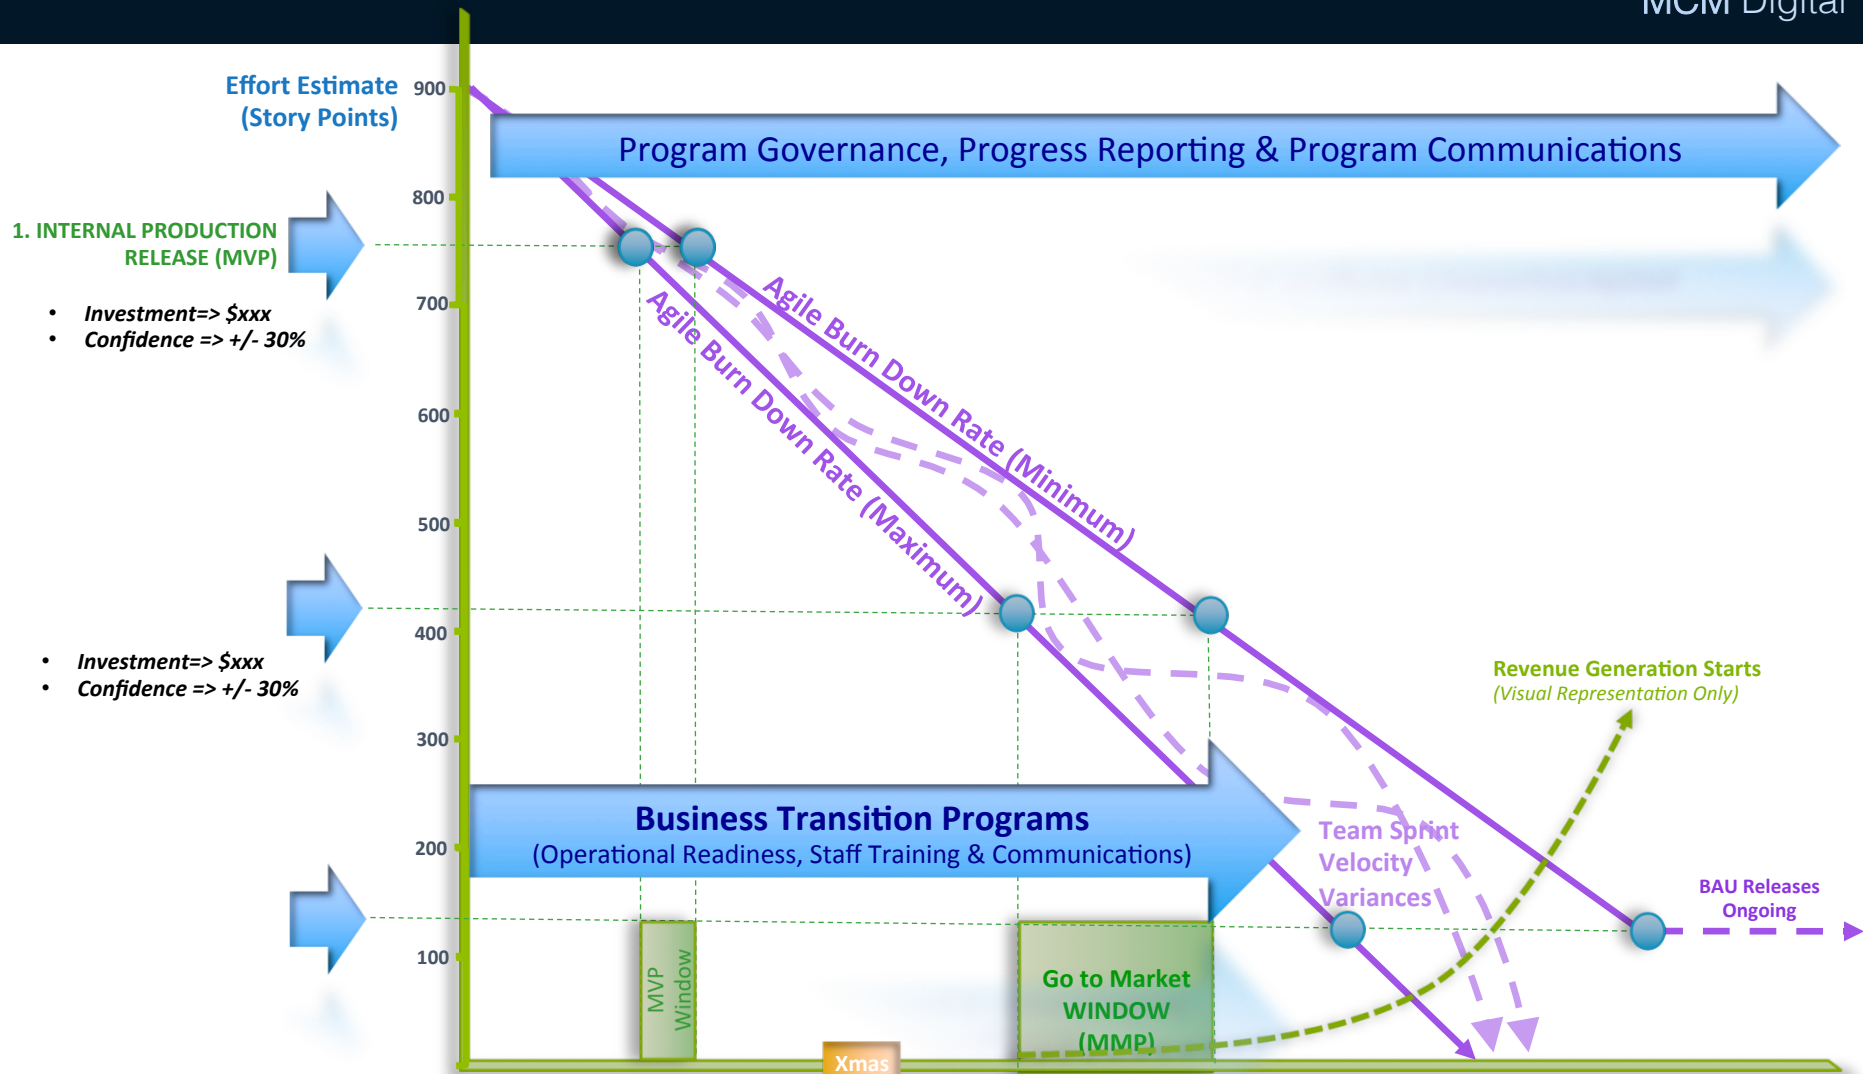 MCM Digital
Effort Estimate
(Story Points)
900
Program Governance, Progress Reporting & Program Communications
800
1. INTERNAL PRODUCTION
RELEASE (MVP)
• Investment=> $xxx
• Confidence => +/- 30%
700
Agile Burn Down Rate (Minimum)
Agile Burn Down Rate (Maximum)
600
500
400
• Investment=> $xxx
• Confidence => +/- 30%
Revenue Generation Starts
(Visual Representation Only)
300
Business Transition Programs
(Operational Readiness, Staff Training & Communications)
200
Team Sprint
Velocity
Variances
BAU Releases
Ongoing
100
MVP
Window
Go to Market
WINDOW
(MMP)
Xmas